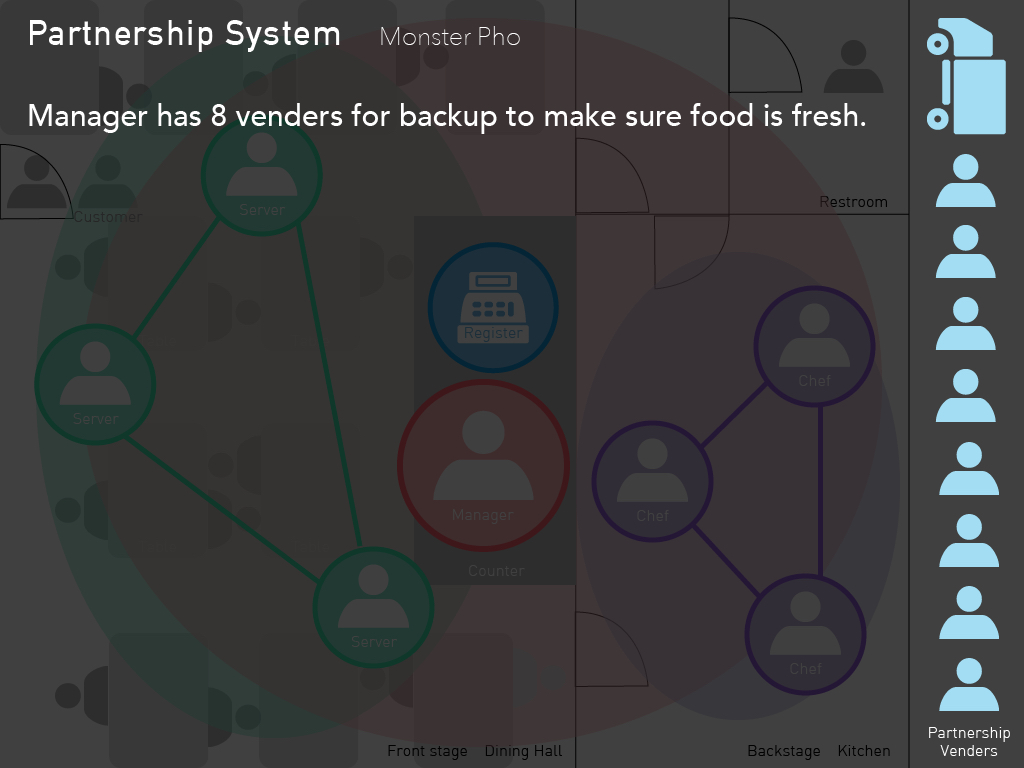 Partnership System Monster Pho
Manager has 8 venders for backup to make sure food is fresh.
Customer
Server
Restroom
Register
Server
Chef
Manager
Chef
Counter
Server
Chef
Front stage Dining Hall
Backstage Kitchen
Partnership
Venders